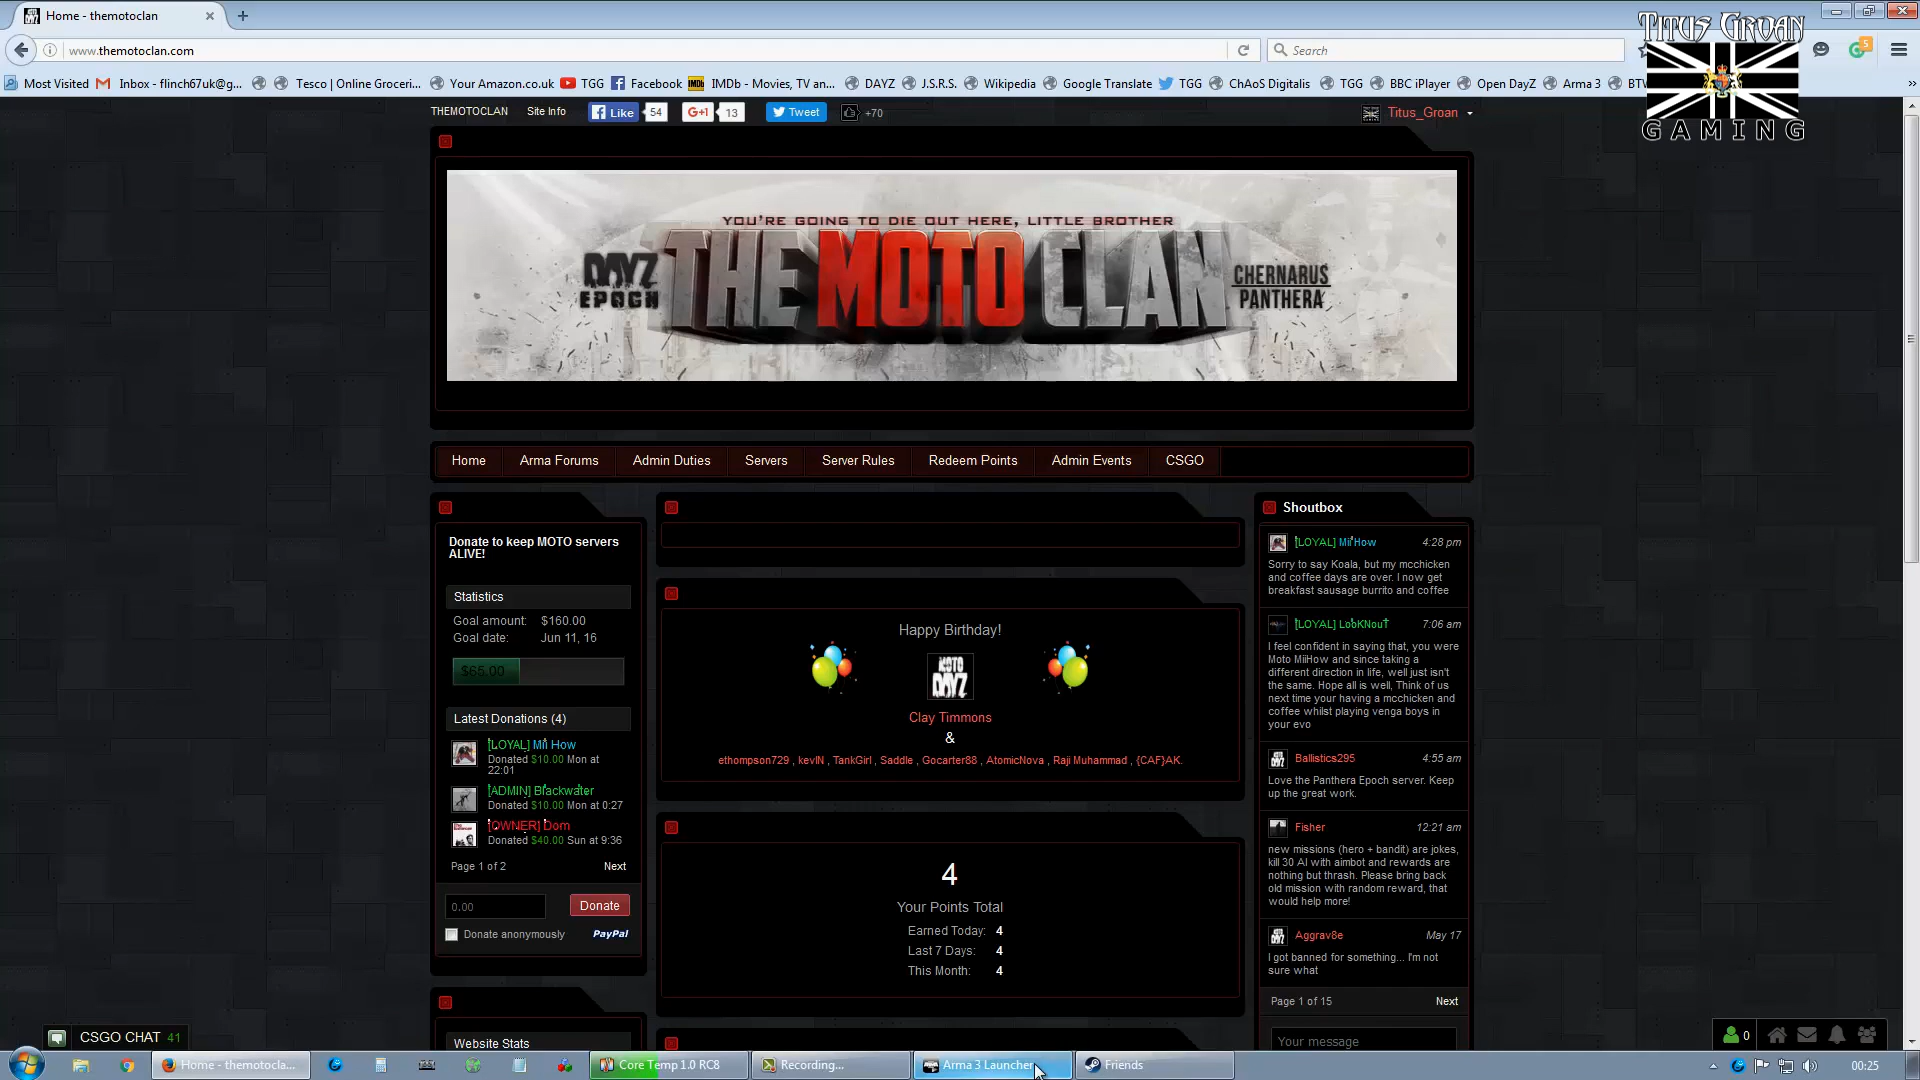 Home - themotoclan
www.themotoclan.com
Search
Most Visited
Inbox - flinch67uk@g...
Tesco | Online Groceri...
Your Amazon.co.uk
TGG
Facebook
IMDb - Movies, TV an...
DAYZ
J.S.R.S.
Wikipedia
Google Translate
TGG
ChAoS Digitalis
TGG
BBC iPlayer
Open DayZ
Arma 3
BTW
TITUS GROAN
GAMING
THEMOTOCLAN
Site Info
Like
54
G+1
13
Tweet
+70
Titus_Groan
YOU'RE GOING TO DIE OUT HERE, LITTLE BROTHER
DAYZ
EPOCH
THE MOTO CLAN
CHERNARUS
PANTHERA
Home
Arma Forums
Admin Duties
Servers
Server Rules
Redeem Points
Admin Events
CSGO
Donate to keep MOTO servers
ALIVE!
Statistics
Goal amount: $160.00
Goal date: Jun 11, 16
$65.00
Latest Donations (4)
[LOYAL] Mii How
Donated $10.00 Mon at
22:01
[ADMIN] Blackwater
Donated $10.00 Mon at 0:27
[OWNER] Dom
Donated $40.00 Sun at 9:36
Page 1 of 2
Next
0.00
Donate
Donate anonymously
PayPal
Website Stats
Happy Birthday!
MOTO
DAYZ
Clay Timmons
&
ethompson729 , kevIN , TankGirl , Saddle , Gocarter88 , AtomicNova , Raji Muhammad , {CAF}AK.
4
Your Points Total
Earned Today: 4
Last 7 Days: 4
This Month: 4
Shoutbox
[LOYAL] Mii How 4:28 pm
Sorry to say Koala, but my mcchicken
and coffee days are over. I now get
breakfast sausage burrito and coffee
[LOYAL] LooKNouT 7:06 am
I feel confident in saying that, you were
Moto MiiHow and since taking a
different direction in life, well just isn't
the same. Hope all is well, Think of us
next time your having a mcchicken and
coffee whilst playing venga boys in
your evo
Ballistics295 4:55 am
Love the Panthera Epoch server. Keep
up the great work.
Fisher 12:21 am
new missions (hero + bandit) are jokes,
kill 30 AI with aimbot and rewards are
nothing but thrash. Please bring back
old mission with random reward, that
would help more!
Aggrav8e May 17
I got banned for something... I'm not
sure what
Page 1 of 15
Next
Your message
CSGO CHAT 41
0
Home - themotocla...
Core Temp 1.0 RC8
Recording...
Arma 3 Launcher
Friends
00:25